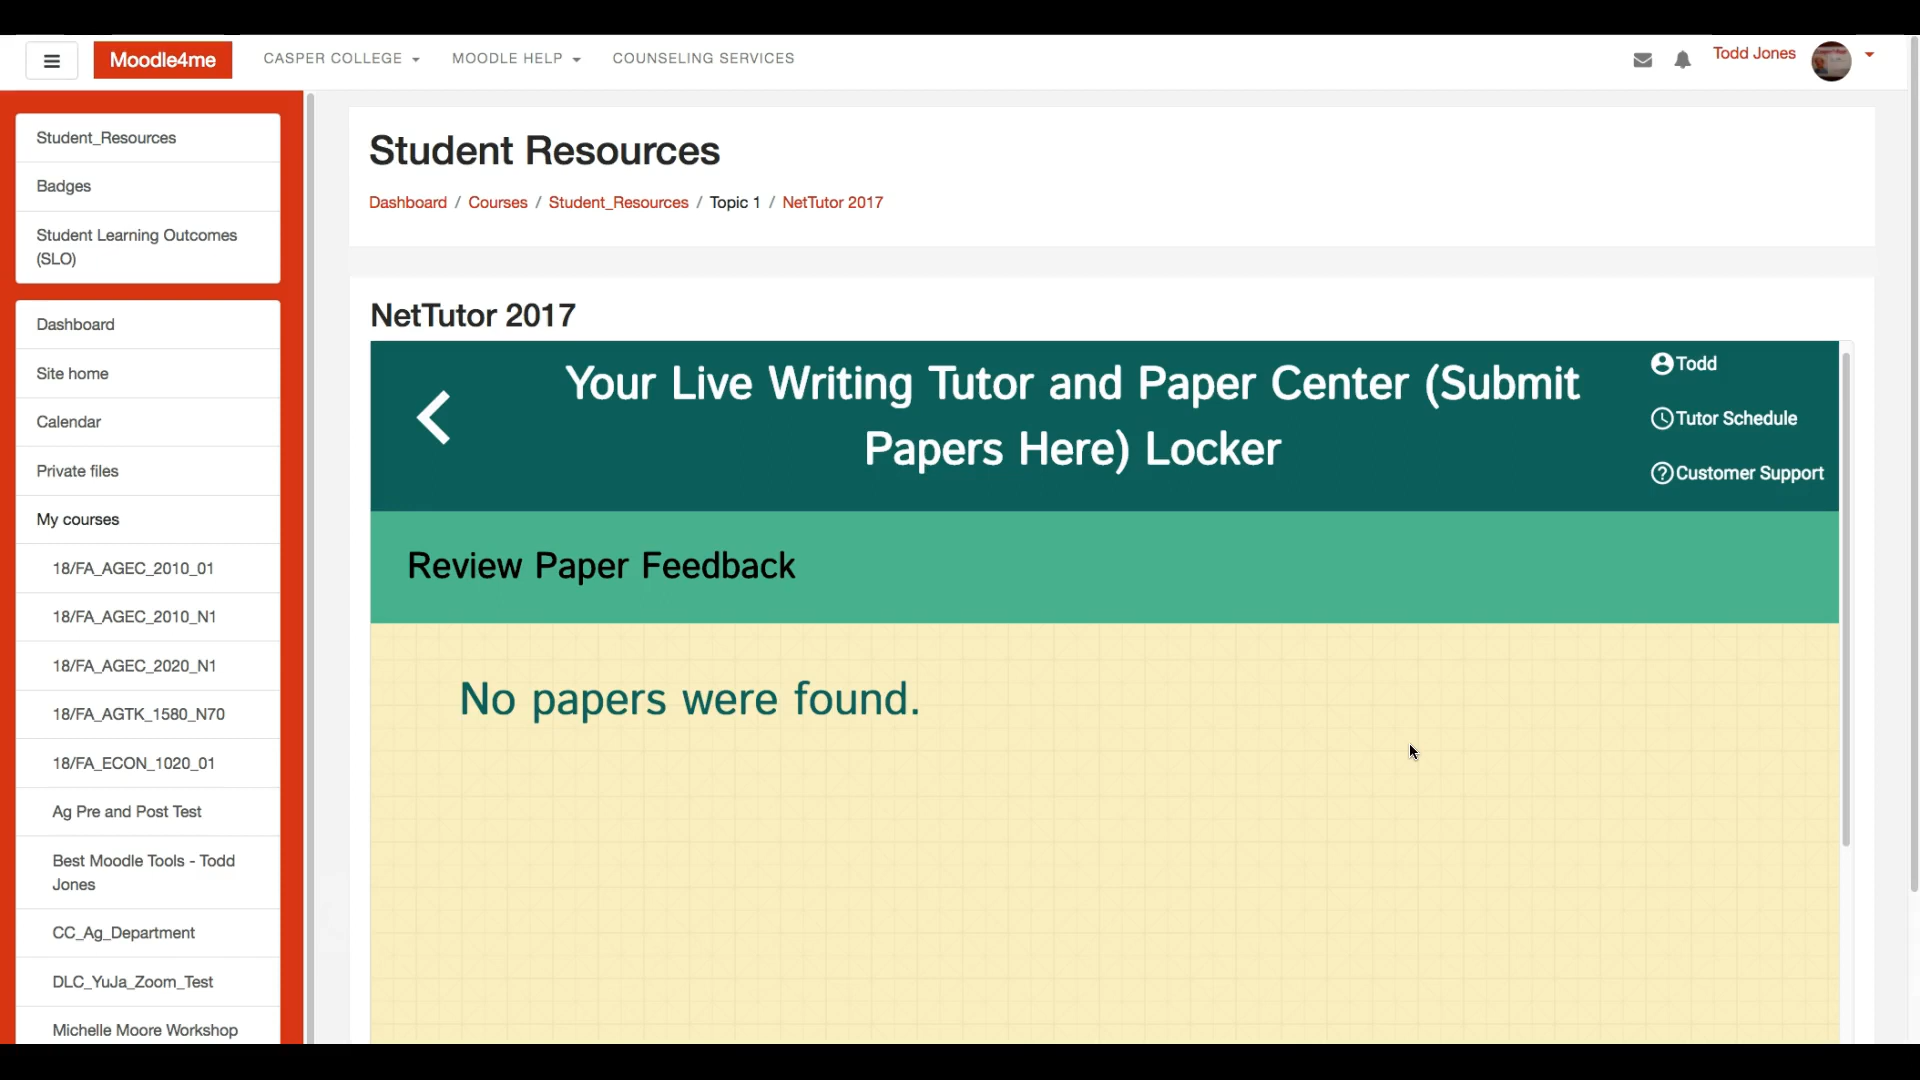 Moodle4me
CASPER COLLEGE
MOODLE HELP
COUNSELING SERVICES
Todd Jones
Student_Resources
Badges
Student Learning Outcomes
(SLO)
Dashboard
Site home
Calendar
Private files
My courses
18/FA_AGEC_2010_01
18/FA_AGEC_2010_N1
18/FA_AGEC_2020_N1
18/FA_AGTK_1580_N70
18/FA_ECON_1020_01
Ag Pre and Post Test
Best Moodle Tools - Todd
Jones
CC_Ag_Department
DLC_YuJa_Zoom_Test
Michelle Moore Workshop
Student Resources
Dashboard / Courses / Student_Resources / Topic 1 / NetTutor 2017
NetTutor 2017
Your Live Writing Tutor and Paper Center (Submit
Papers Here) Locker
Todd
Tutor Schedule
Customer Support
Review Paper Feedback
No papers were found.